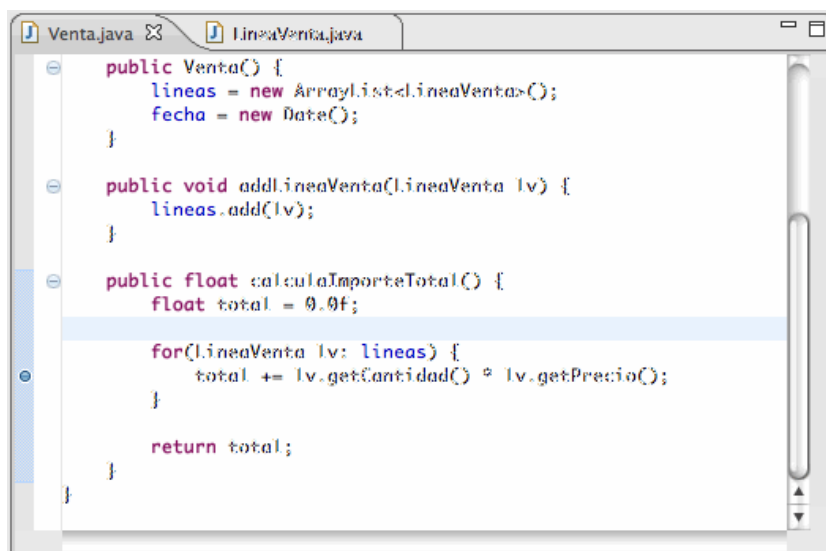 Venta.java LineaVenta.java
public Venta() {
lineas = new ArrayList<LineaVenta>();
fecha = new Date();
}
public void addLineaVenta(LineaVenta lv) {
lineas.add(lv);
}
public float calculaImporteTotal() {
float total = 0.0f;
for(LineaVenta lv: lineas) {
total += lv.getCantidad() * lv.getPrecio();
}
return total;
}
}